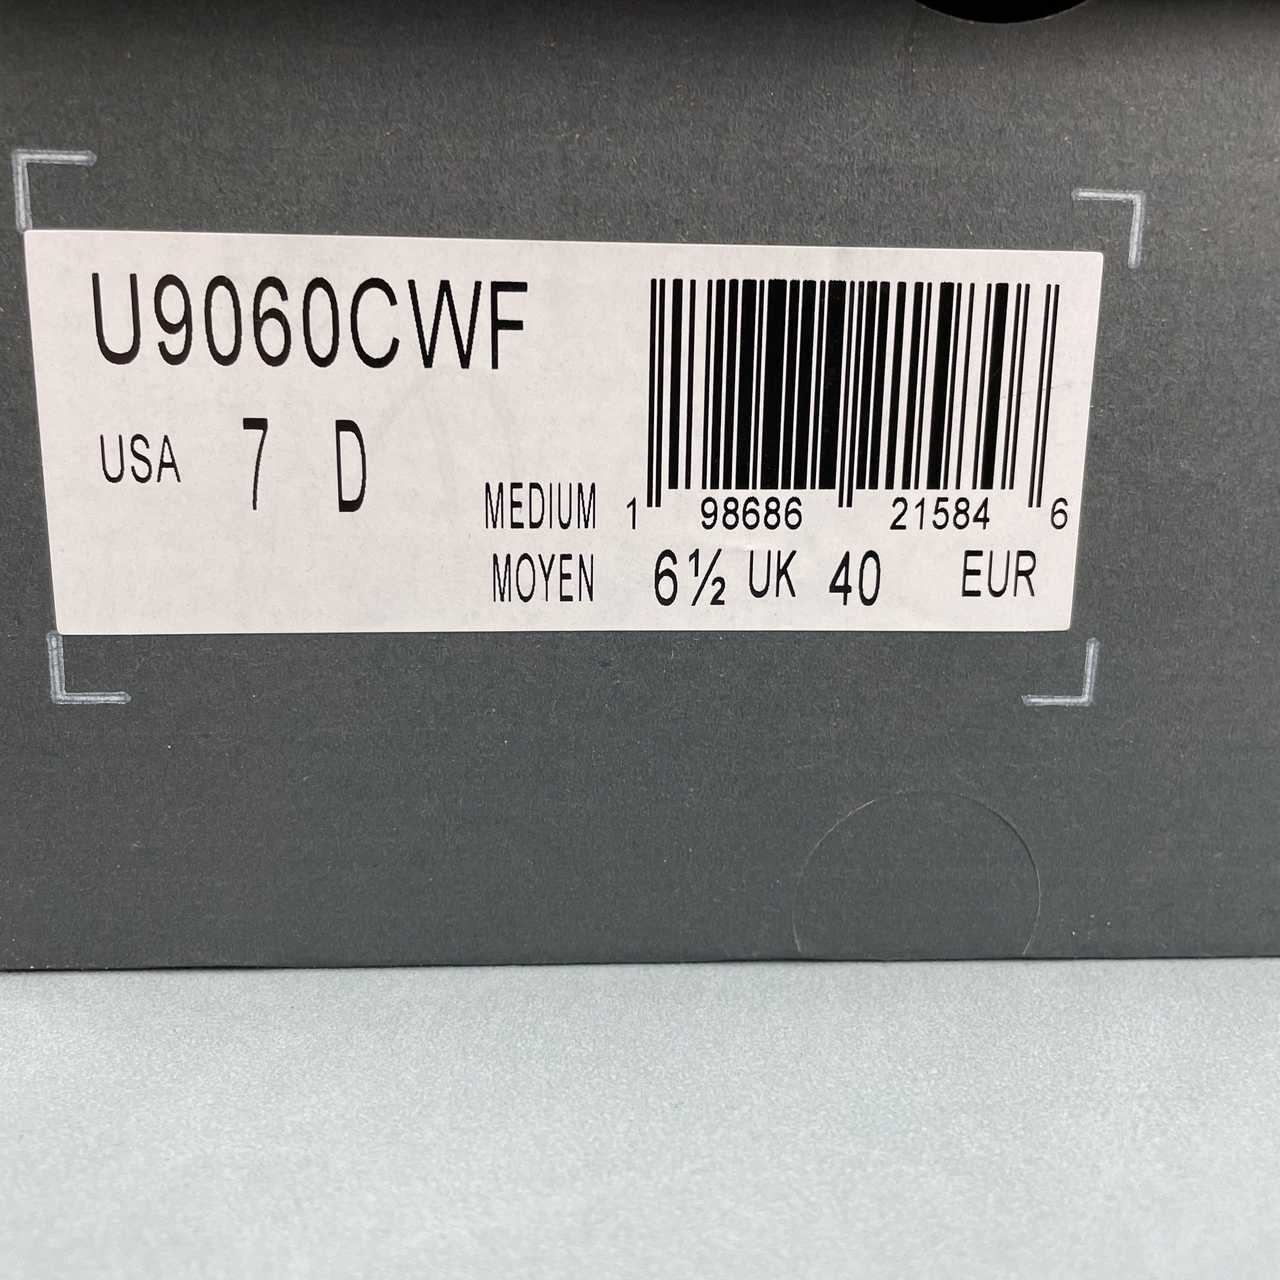 U9060CWF
USA 7 D
MEDIUM
1 98686 21584 6
MOYEN 6½ UK 40 EUR